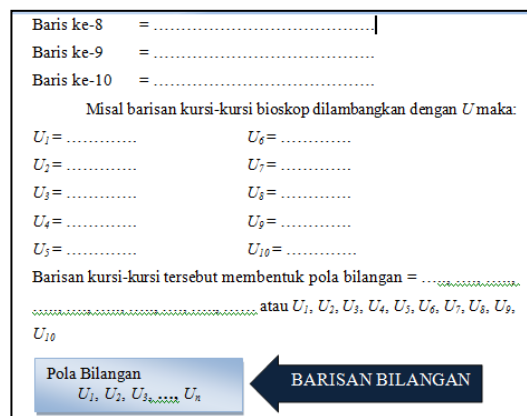 Baris ke-8 = ………………………………….
Baris ke-9 = ………………………………….
Baris ke-10 = ………………………………….
Misal barisan kursi-kursi bioskop dilambangkan dengan U maka:
U1 = …………. U6 = ………….
U2 = …………. U7 = ………….
U3 = …………. U8 = ………….
U4 = …………. U9 = ………….
U5 = …………. U10 = ………….
Barisan kursi-kursi tersebut membentuk pola bilangan = …., ……, ……,
……, ……, ……, ……, ……, ……, …… atau U1, U2, U3, U4, U5, U6, U7, U8, U9,
U10
Pola Bilangan
U1, U2, U3, …, Un
BARISAN BILANGAN